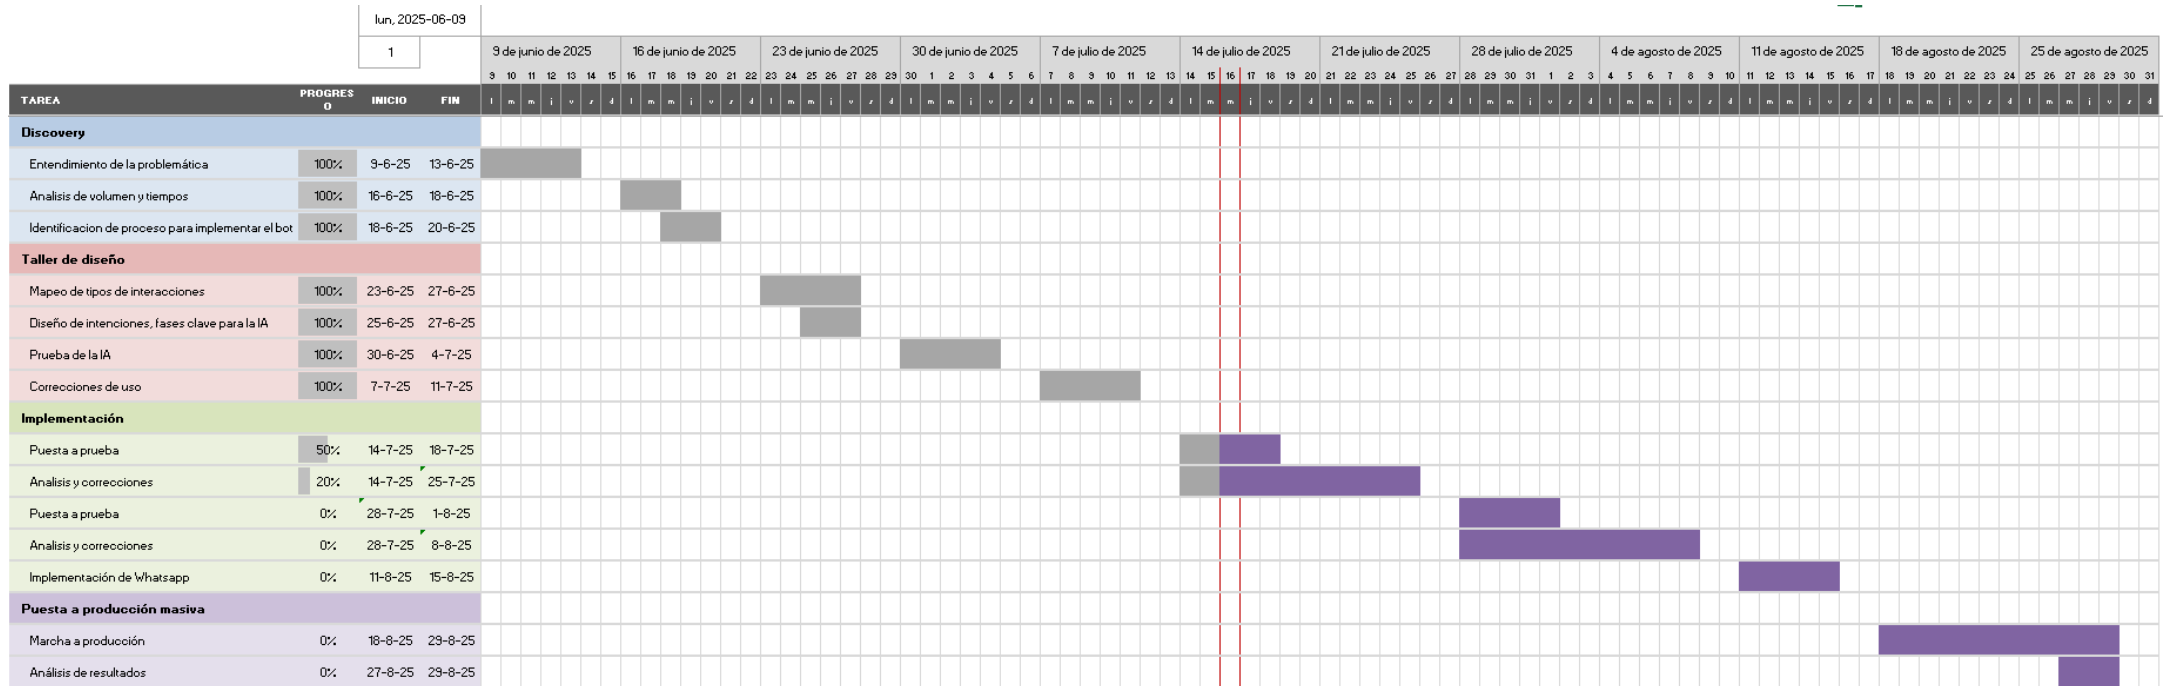 lun, 2025-06-09
1 9 de junio de 2025 16 de junio de 2025 23 de junio de 2025 30 de junio de 2025 7 de julio de 2025 14 de julio de 2025 21 de julio de 2025 28 de julio de 2025 4 de agosto de 2025 11 de agosto de 2025 18 de agosto de 2025 25 de agosto de 2025
9 10 11 12 13 14 15 16 17 18 19 20 21 22 23 24 25 26 27 28 29 30 1 2 3 4 5 6 7 8 9 10 11 12 13 14 15 16 17 18 19 20 21 22 23 24 25 26 27 28 29 30 31 1 2 3 4 5 6 7 8 9 10 11 12 13 14 15 16 17 18 19 20 21 22 23 24 25 26 27 28 29 30 31
TAREA PROGRES
O INICIO FIN l m m j v s d l m m j v s d l m m j v s d l m m j v s d l m m j v s d l m m j v s d l m m j v s d l m m j v s d l m m j v s d l m m j v s d l m m j v s d l m m j v s d
Discovery
Entendimiento de la problemática 100% 9-6-25 13-6-25
Analisis de volumen y tiempos 100% 16-6-25 18-6-25
Identificacion de proceso para implementar el bot 100% 18-6-25 20-6-25
Taller de diseño
Mapeo de tipos de interacciones 100% 23-6-25 27-6-25
Diseño de intenciones, fases clave para la IA 100% 25-6-25 27-6-25
Prueba de la IA 100% 30-6-25 4-7-25
Correcciones de uso 100% 7-7-25 11-7-25
Implementación
Puesta a prueba 50% 14-7-25 18-7-25
Analisis y correcciones 20% 14-7-25 25-7-25
Puesta a prueba 0% 28-7-25 1-8-25
Analisis y correcciones 0% 28-7-25 8-8-25
Implementación de Whatsapp 0% 11-8-25 15-8-25
Puesta a producción masiva
Marcha a producción 0% 18-8-25 29-8-25
Análisis de resultados 0% 27-8-25 29-8-25